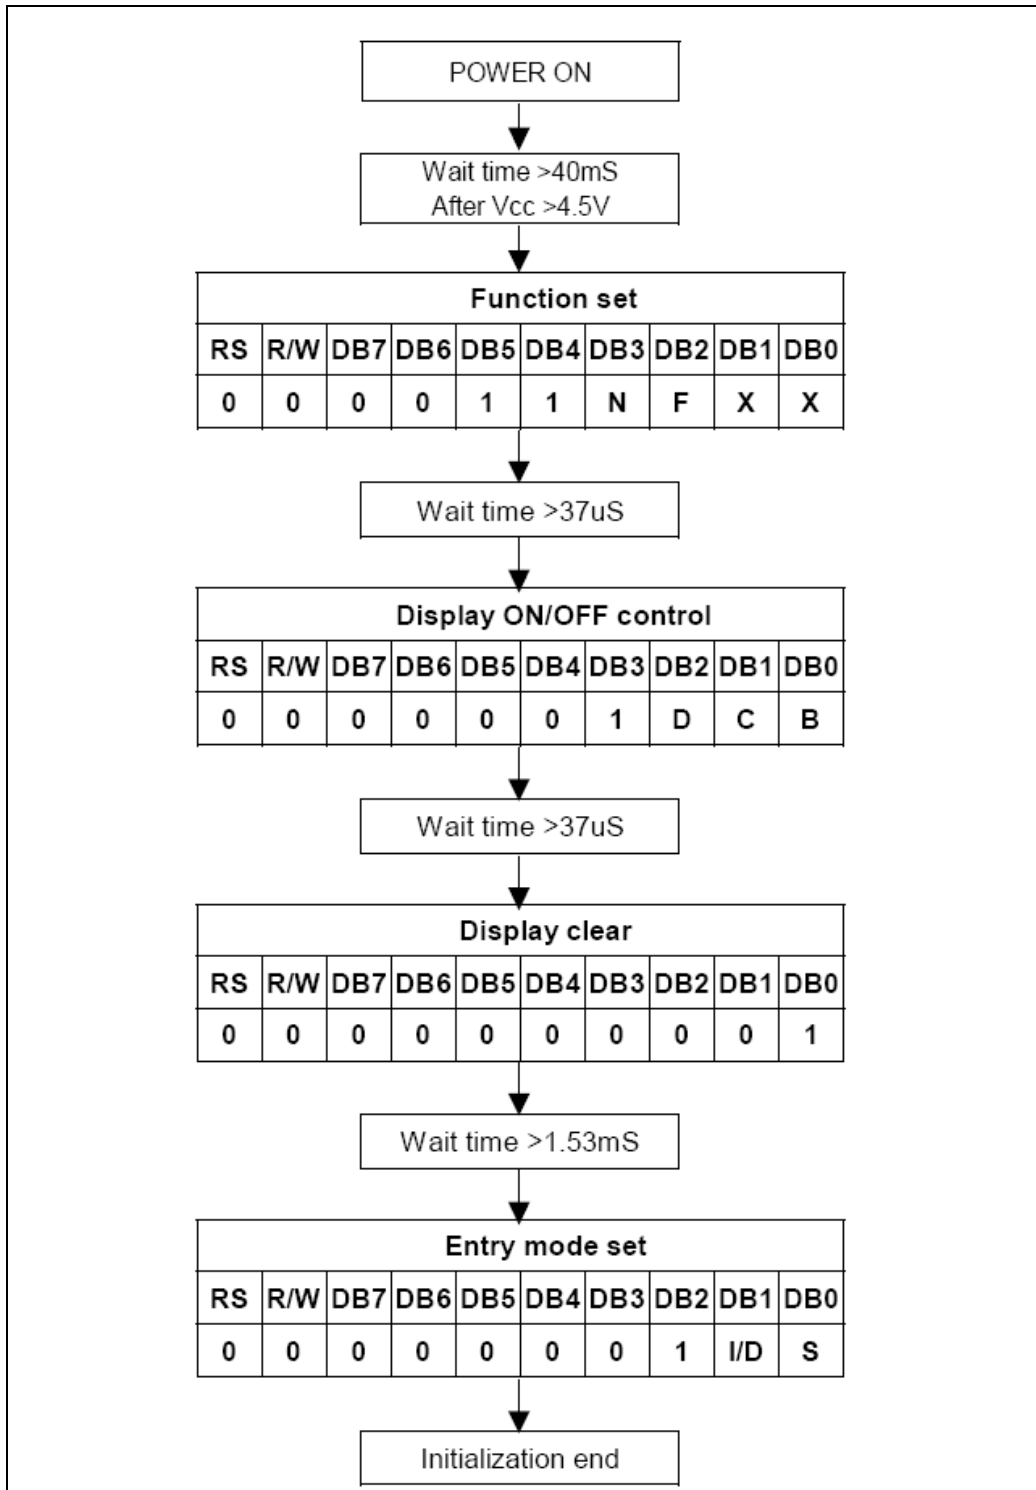 POWER ON
Wait time >40mS
After Vcc >4.5V
Function set
RS R/W DB7 DB6 DB5 DB4 DB3 DB2 DB1 DB0
0 0 0 0 1 1 N F X X
Wait time >37uS
Display ON/OFF control
RS R/W DB7 DB6 DB5 DB4 DB3 DB2 DB1 DB0
0 0 0 0 0 0 1 D C B
Wait time >37uS
Display clear
RS R/W DB7 DB6 DB5 DB4 DB3 DB2 DB1 DB0
0 0 0 0 0 0 0 0 0 1
Wait time >1.53mS
Entry mode set
RS R/W DB7 DB6 DB5 DB4 DB3 DB2 DB1 DB0
0 0 0 0 0 0 0 1 I/D S
Initialization end